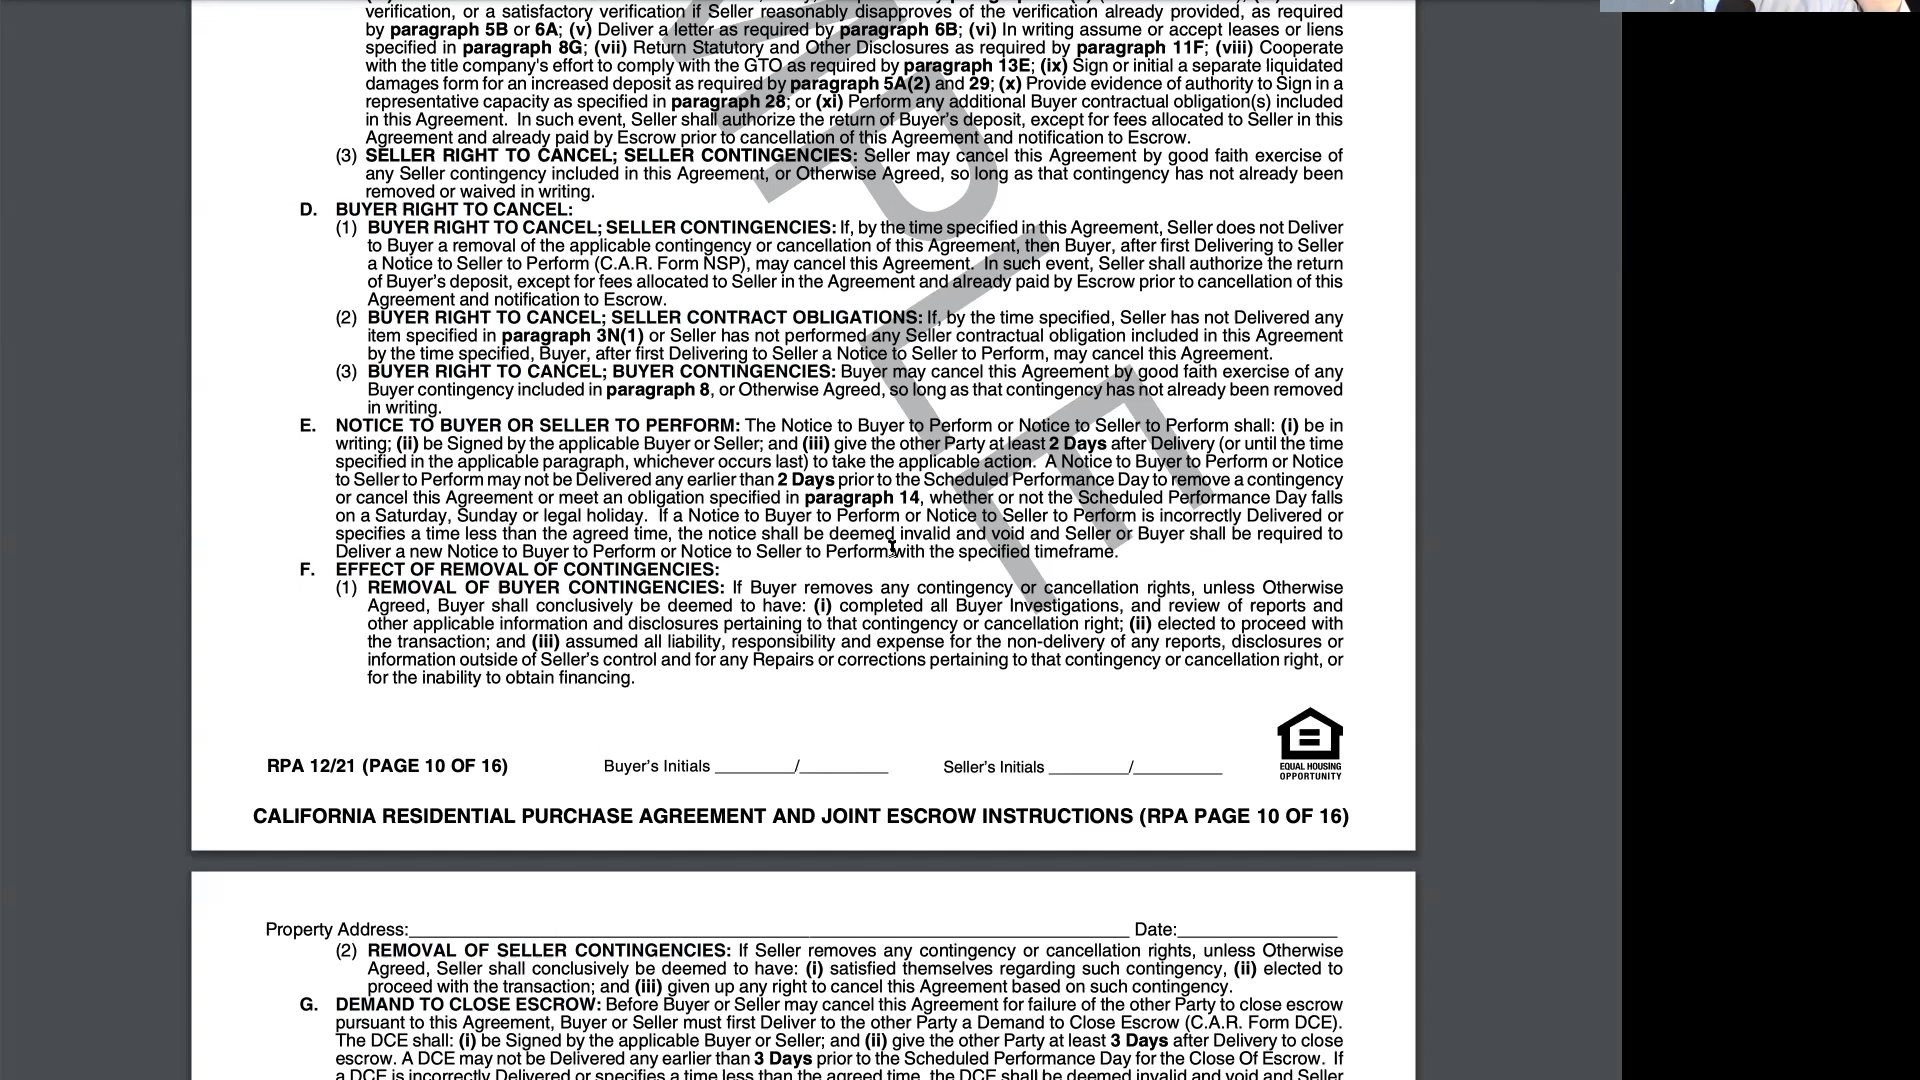 verification, or a satisfactory verification if Seller reasonably disapproves of the verification already provided, as required
by paragraph 5B or 6A; (v) Deliver a letter as required by paragraph 6B; (vi) In writing assume or accept leases or liens
specified in paragraph 8G; (vii) Return Statutory and Other Disclosures as required by paragraph 11F; (viii) Cooperate
with the title company's effort to comply with the GTO as required by paragraph 13E; (ix) Sign or initial a separate liquidated
damages form for an increased deposit as required by paragraph 5A(2) and 29; (x) Provide evidence of authority to Sign in a
representative capacity as specified in paragraph 28; or (xi) Perform any additional Buyer contractual obligation(s) included
in this Agreement. In such event, Seller shall authorize the return of Buyer's deposit, except for fees allocated to Seller in this
Agreement and already paid by Escrow prior to cancellation of this Agreement and notification to Escrow.
(3) SELLER RIGHT TO CANCEL; SELLER CONTINGENCIES: Seller may cancel this Agreement by good faith exercise of
any Seller contingency included in this Agreement, or Otherwise Agreed, so long as that contingency has not already been
removed or waived in writing.
D. BUYER RIGHT TO CANCEL:
(1) BUYER RIGHT TO CANCEL; SELLER CONTINGENCIES: If, by the time specified in this Agreement, Seller does not Deliver
to Buyer a removal of the applicable contingency or cancellation of this Agreement, then Buyer, after first Delivering to Seller
a Notice to Seller to Perform (C.A.R. Form NSP), may cancel this Agreement. In such event, Seller shall authorize the return
of Buyer's deposit, except for fees allocated to Seller in the Agreement and already paid by Escrow prior to cancellation of this
Agreement and notification to Escrow.
(2) BUYER RIGHT TO CANCEL; SELLER CONTRACT OBLIGATIONS: If, by the time specified, Seller has not Delivered any
item specified in paragraph 3N(1) or Seller has not performed any Seller contractual obligation included in this Agreement
by the time specified, Buyer, after first Delivering to Seller a Notice to Seller to Perform, may cancel this Agreement.
(3) BUYER RIGHT TO CANCEL; BUYER CONTINGENCIES: Buyer may cancel this Agreement by good faith exercise of any
Buyer contingency included in paragraph 8, or Otherwise Agreed, so long as that contingency has not already been removed
in writing.
E. NOTICE TO BUYER OR SELLER TO PERFORM: The Notice to Buyer to Perform or Notice to Seller to Perform shall: (i) be in
writing; (ii) be Signed by the applicable Buyer or Seller; and (iii) give the other Party at least 2 Days after Delivery (or until the time
specified in the applicable paragraph, whichever occurs last) to take the applicable action. A Notice to Buyer to Perform or Notice
to Seller to Perform may not be Delivered any earlier than 2 Days prior to the Scheduled Performance Day to remove a contingency
or cancel this Agreement or meet an obligation specified in paragraph 14, whether or not the Scheduled Performance Day falls
on a Saturday, Sunday or legal holiday. If a Notice to Buyer to Perform or Notice to Seller to Perform is incorrectly Delivered or
specifies a time less than the agreed time, the notice shall be deemed invalid and void and Seller or Buyer shall be required to
Deliver a new Notice to Buyer to Perform or Notice to Seller to Perform with the specified timeframe.
F. EFFECT OF REMOVAL OF CONTINGENCIES:
(1) REMOVAL OF BUYER CONTINGENCIES: If Buyer removes any contingency or cancellation rights, unless Otherwise
Agreed, Buyer shall conclusively be deemed to have: (i) completed all Buyer Investigations, and review of reports and
other applicable information and disclosures pertaining to that contingency or cancellation right; (ii) elected to proceed with
the transaction; and (iii) assumed all liability, responsibility and expense for the non-delivery of any reports, disclosures or
information outside of Seller's control and for any Repairs or corrections pertaining to that contingency or cancellation right, or
for the inability to obtain financing.
RPA 12/21 (PAGE 10 OF 16) Buyer's Initials ________/_________ Seller's Initials ________/_________
EQUAL HOUSING
OPPORTUNITY
CALIFORNIA RESIDENTIAL PURCHASE AGREEMENT AND JOINT ESCROW INSTRUCTIONS (RPA PAGE 10 OF 16)
Property Address:________________ Date:________________
(2) REMOVAL OF SELLER CONTINGENCIES: If Seller removes any contingency or cancellation rights, unless Otherwise
Agreed, Seller shall conclusively be deemed to have: (i) satisfied themselves regarding such contingency, (ii) elected to
proceed with the transaction; and (iii) given up any right to cancel this Agreement based on such contingency.
G. DEMAND TO CLOSE ESCROW: Before Buyer or Seller may cancel this Agreement for failure of the other Party to close escrow
pursuant to this Agreement, Buyer or Seller must first Deliver to the other Party a Demand to Close Escrow (C.A.R. Form DCE).
The DCE shall: (i) be Signed by the applicable Buyer or Seller; and (ii) give the other Party at least 3 Days after Delivery to close
escrow. A DCE may not be Delivered any earlier than 3 Days prior to the Scheduled Performance Day for the Close Of Escrow. If
a DCE is incorrectly Delivered or specifies a time less than the agreed time, the DCE shall be deemed invalid and void and Seller